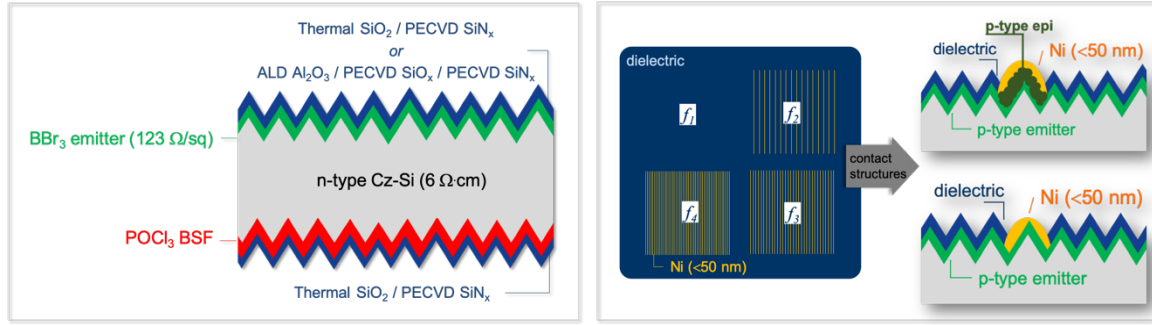 Thermal SiO₂ / PECVD SiNₓ
or
ALD Al₂O₃ / PECVD SiOₓ / PECVD SiNₓ
BBr₃ emitter (123 Ω/sq)
n-type Cz-Si (6 Ω·cm)
POCl₃ BSF
Thermal SiO₂ / PECVD SiNₓ
dielectric
f₁
f₂
f₄
f₃
Ni (<50 nm)
contact
structures
p-type epi
dielectric
Ni (<50 nm)
p-type emitter
dielectric
Ni (<50 nm)
p-type emitter